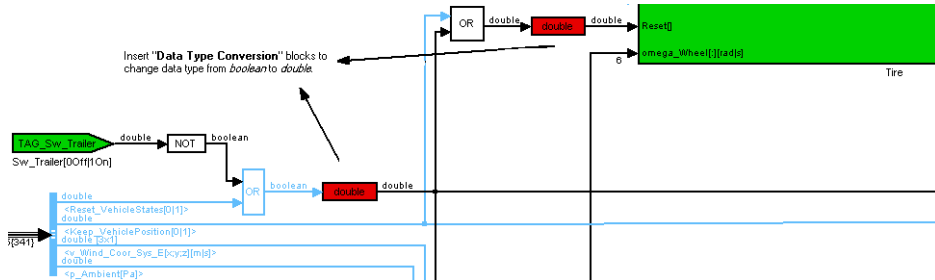 OR
double
double
double
Reset[]
omega_Wheel[:][rad|s]
6
Tire
Insert "Data Type Conversion" blocks to
change data type from boolean to double.
TAG_Sw_Trailer
double
NOT
boolean
Sw_Trailer[0Off|1On]
OR
boolean
double
double
double
<Reset_VehicleStates[0|1]>
double
<Keep_VehiclePosition[0|1]>
double [3x1]
<v_Wind_Coor_Sys_E[x;y;z][m|s]>
double
<p_Ambient[Pa]>
{341}